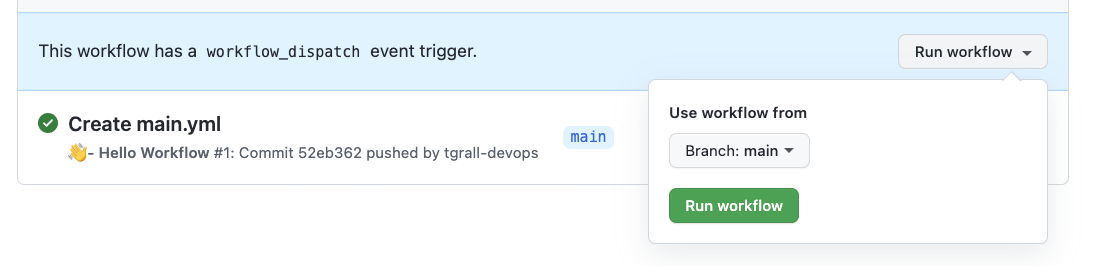 This workflow has a workflow_dispatch event trigger.
Run workflow
Create main.yml
👋- Hello Workflow #1: Commit 52eb362 pushed by tgrall-devops
main
Use workflow from
Branch: main
Run workflow